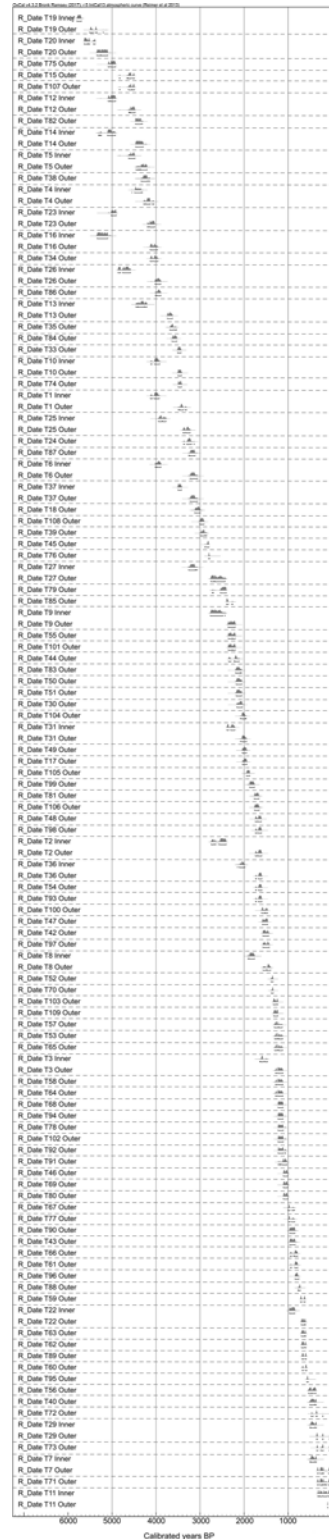 OxCal v4.3.2 Bronk Ramsey (2017); r:5 IntCal13 atmospheric curve (Reimer et al 2013)
R_Date T19 Inner
R_Date T19 Outer
R_Date T20 Inner
R_Date T20 Outer
R_Date T75 Outer
R_Date T15 Outer
R_Date T107 Outer
R_Date T12 Inner
R_Date T12 Outer
R_Date T82 Outer
R_Date T14 Inner
R_Date T14 Outer
R_Date T5 Inner
R_Date T5 Outer
R_Date T38 Outer
R_Date T4 Inner
R_Date T4 Outer
R_Date T23 Inner
R_Date T23 Outer
R_Date T16 Inner
R_Date T16 Outer
R_Date T34 Outer
R_Date T26 Inner
R_Date T26 Outer
R_Date T86 Outer
R_Date T13 Inner
R_Date T13 Outer
R_Date T35 Outer
R_Date T84 Outer
R_Date T33 Outer
R_Date T10 Inner
R_Date T10 Outer
R_Date T74 Outer
R_Date T1 Inner
R_Date T1 Outer
R_Date T25 Inner
R_Date T25 Outer
R_Date T24 Outer
R_Date T87 Outer
R_Date T6 Inner
R_Date T6 Outer
R_Date T37 Inner
R_Date T37 Outer
R_Date T18 Outer
R_Date T108 Outer
R_Date T39 Outer
R_Date T45 Outer
R_Date T76 Outer
R_Date T27 Inner
R_Date T27 Outer
R_Date T79 Outer
R_Date T85 Outer
R_Date T9 Inner
R_Date T9 Outer
R_Date T55 Outer
R_Date T101 Outer
R_Date T44 Outer
R_Date T83 Outer
R_Date T50 Outer
R_Date T51 Outer
R_Date T30 Outer
R_Date T104 Outer
R_Date T31 Inner
R_Date T31 Outer
R_Date T49 Outer
R_Date T17 Outer
R_Date T105 Outer
R_Date T99 Outer
R_Date T81 Outer
R_Date T106 Outer
R_Date T48 Outer
R_Date T98 Outer
R_Date T2 Inner
R_Date T2 Outer
R_Date T36 Inner
R_Date T36 Outer
R_Date T54 Outer
R_Date T93 Outer
R_Date T100 Outer
R_Date T47 Outer
R_Date T42 Outer
R_Date T97 Outer
R_Date T8 Inner
R_Date T8 Outer
R_Date T52 Outer
R_Date T70 Outer
R_Date T103 Outer
R_Date T109 Outer
R_Date T57 Outer
R_Date T53 Outer
R_Date T65 Outer
R_Date T3 Inner
R_Date T3 Outer
R_Date T58 Outer
R_Date T64 Outer
R_Date T68 Outer
R_Date T94 Outer
R_Date T78 Outer
R_Date T102 Outer
R_Date T92 Outer
R_Date T91 Outer
R_Date T46 Outer
R_Date T69 Outer
R_Date T80 Outer
R_Date T67 Outer
R_Date T77 Outer
R_Date T90 Outer
R_Date T43 Outer
R_Date T66 Outer
R_Date T61 Outer
R_Date T96 Outer
R_Date T88 Outer
R_Date T59 Outer
R_Date T22 Inner
R_Date T22 Outer
R_Date T63 Outer
R_Date T62 Outer
R_Date T89 Outer
R_Date T60 Outer
R_Date T95 Outer
R_Date T56 Outer
R_Date T40 Outer
R_Date T72 Outer
R_Date T29 Inner
R_Date T29 Outer
R_Date T73 Outer
R_Date T7 Inner
R_Date T7 Outer
R_Date T71 Outer
R_Date T11 Inner
R_Date T11 Outer
6000 5000 4000 3000 2000 1000
Calibrated years BP